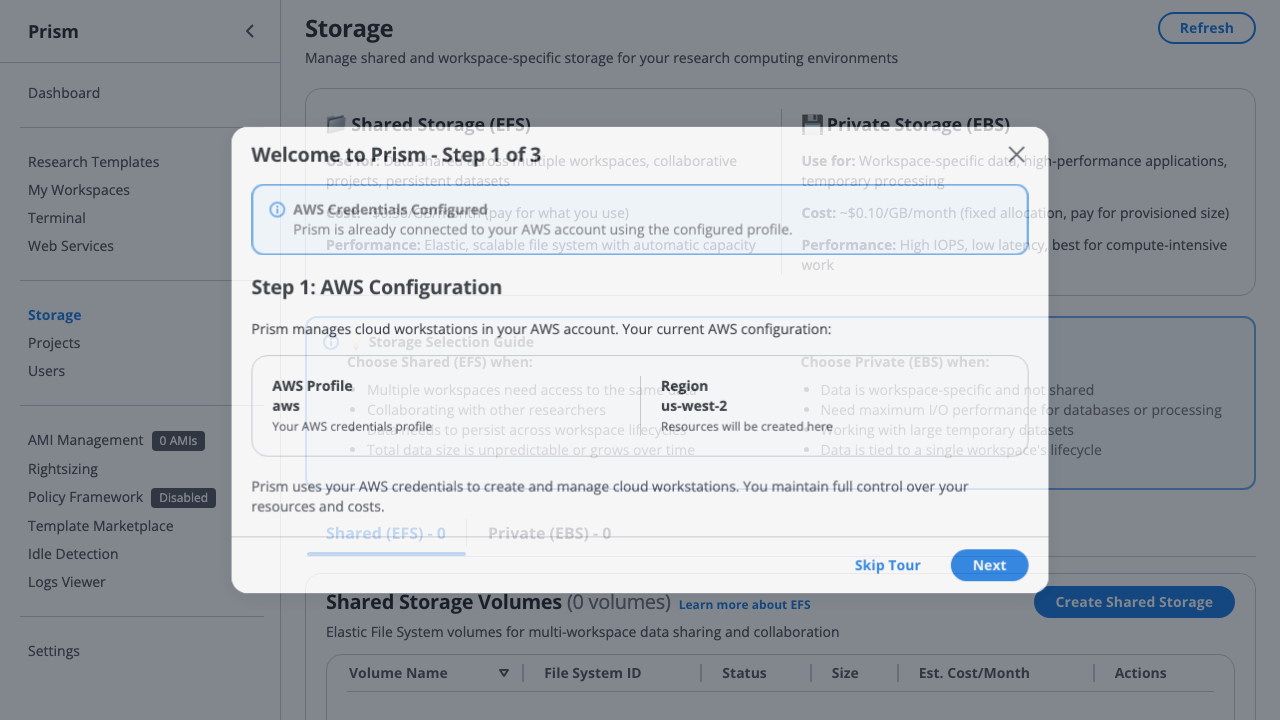 Prism
Dashboard
Research Templates
My Workspaces
Terminal
Web Services
Storage
Projects
Users
AMI Management 0 AMIs
Rightsizing
Policy Framework Disabled
Template Marketplace
Idle Detection
Logs Viewer
Settings
Storage
Refresh
Manage shared and workspace-specific storage for your research computing environments
Shared Storage (EFS)
Use for: Data shared across multiple workspaces, collaborative
projects, persistent datasets
(pay for what you use)
Performance: Elastic, scalable file system with automatic capacity
Private Storage (EBS)
Use for: Workspace-specific data, high-performance applications,
temporary processing
Cost: ~$0.10/GB/month (fixed allocation, pay for provisioned size)
Performance: High IOPS, low latency, best for compute-intensive
work
Welcome to Prism - Step 1 of 3
AWS Credentials Configured
Prism is already connected to your AWS account using the configured profile.
Step 1: AWS Configuration
Prism manages cloud workstations in your AWS account. Your current AWS configuration:
AWS Profile
aws
Your AWS credentials profile
Region
us-west-2
Resources will be created here
Prism uses your AWS credentials to create and manage cloud workstations. You maintain full control over your
resources and costs.
Skip Tour
Next
Storage Selection Guide
Choose Shared (EFS) when:
Multiple workspaces need access to the same data
Collaborating with other researchers
Data needs to persist across workspace lifecycles
Total data size is unpredictable or grows over time
Choose Private (EBS) when:
Data is workspace-specific and not shared
Need maximum I/O performance for databases or processing
Working with large temporary datasets
Data is tied to a single workspace's lifecycle
Shared (EFS) - 0
Private (EBS) - 0
Shared Storage Volumes (0 volumes) Learn more about EFS
Create Shared Storage
Elastic File System volumes for multi-workspace data sharing and collaboration
Volume Name
File System ID
Status
Size
Est. Cost/Month
Actions